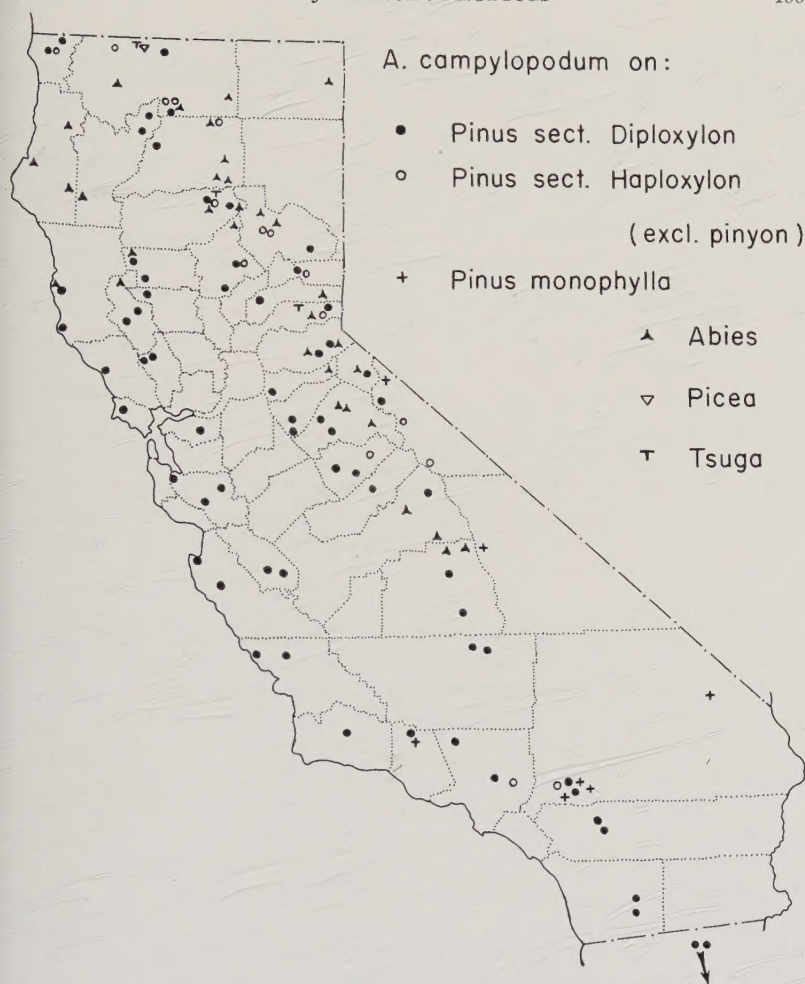 A. campylopodum on:
Pinus sect. Diploxylon
Pinus sect. Haploxylon
(excl. pinyon)
Pinus monophylla
Abies
Picea
Tsuga